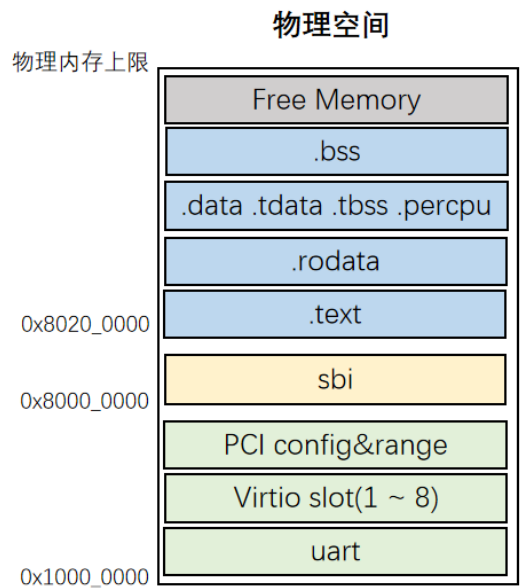 物理空间
物理内存上限
Free Memory
.bss
.data .tdata .tbss .percpu
.rodata
.text
0x8020_0000
sbi
0x8000_0000
PCI config&range
Virtio slot(1 ~ 8)
uart
0x1000_0000